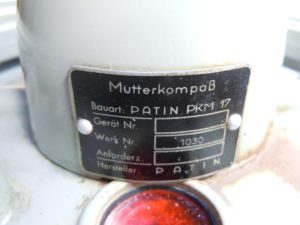 Mutterkompaß
Bauart: PATIN PKM 17
Gerät Nr.
Werk Nr. 1030
Anforderz.
Hersteller PATIN